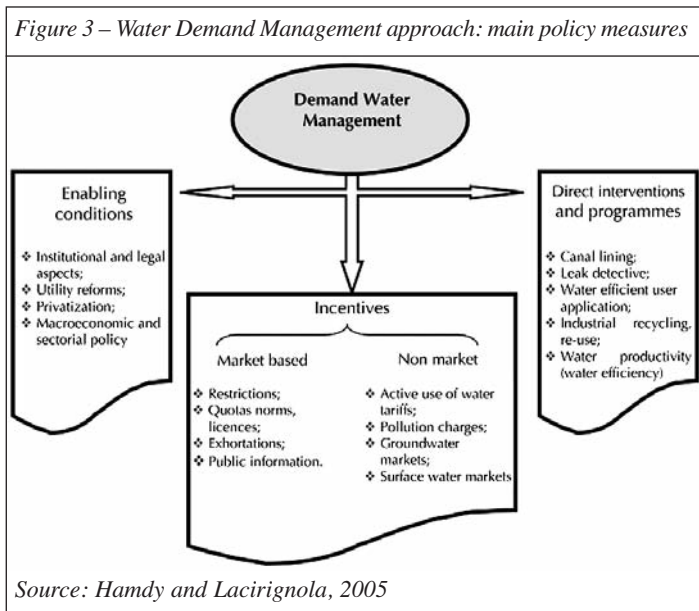 Figure 3 – Water Demand Management approach: main policy measures
Demand Water
Management
Enabling
conditions
❖ Institutional and legal
aspects;
❖ Utility reforms;
❖ Privatization;
❖ Macroeconomic and
sectorial policy
Incentives
Market based
❖ Restrictions;
❖ Quotas norms,
licences;
❖ Exhortations;
❖ Public information.
Non market
❖ Active use of water
tariffs;
❖ Pollution charges;
❖ Groundwater
markets;
❖ Surface water markets
Direct interventions
and programmes
❖ Canal lining;
❖ Leak detective;
❖ Water efficient user
application;
❖ Industrial recycling,
re-use;
❖ Water productivity
(water efficiency)
Source: Hamdy and Lacirignola, 2005